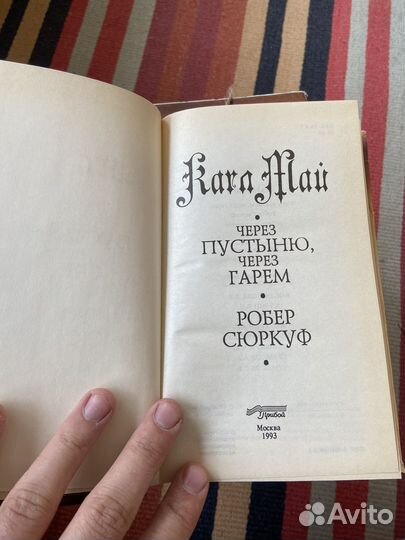 Карл Май
ЧЕРЕЗ
ПУСТЫНЮ,
ЧЕРЕЗ
ГАРЕМ
РОБЕР
СЮРКУФ
Прибой
Москва
1993
Avito